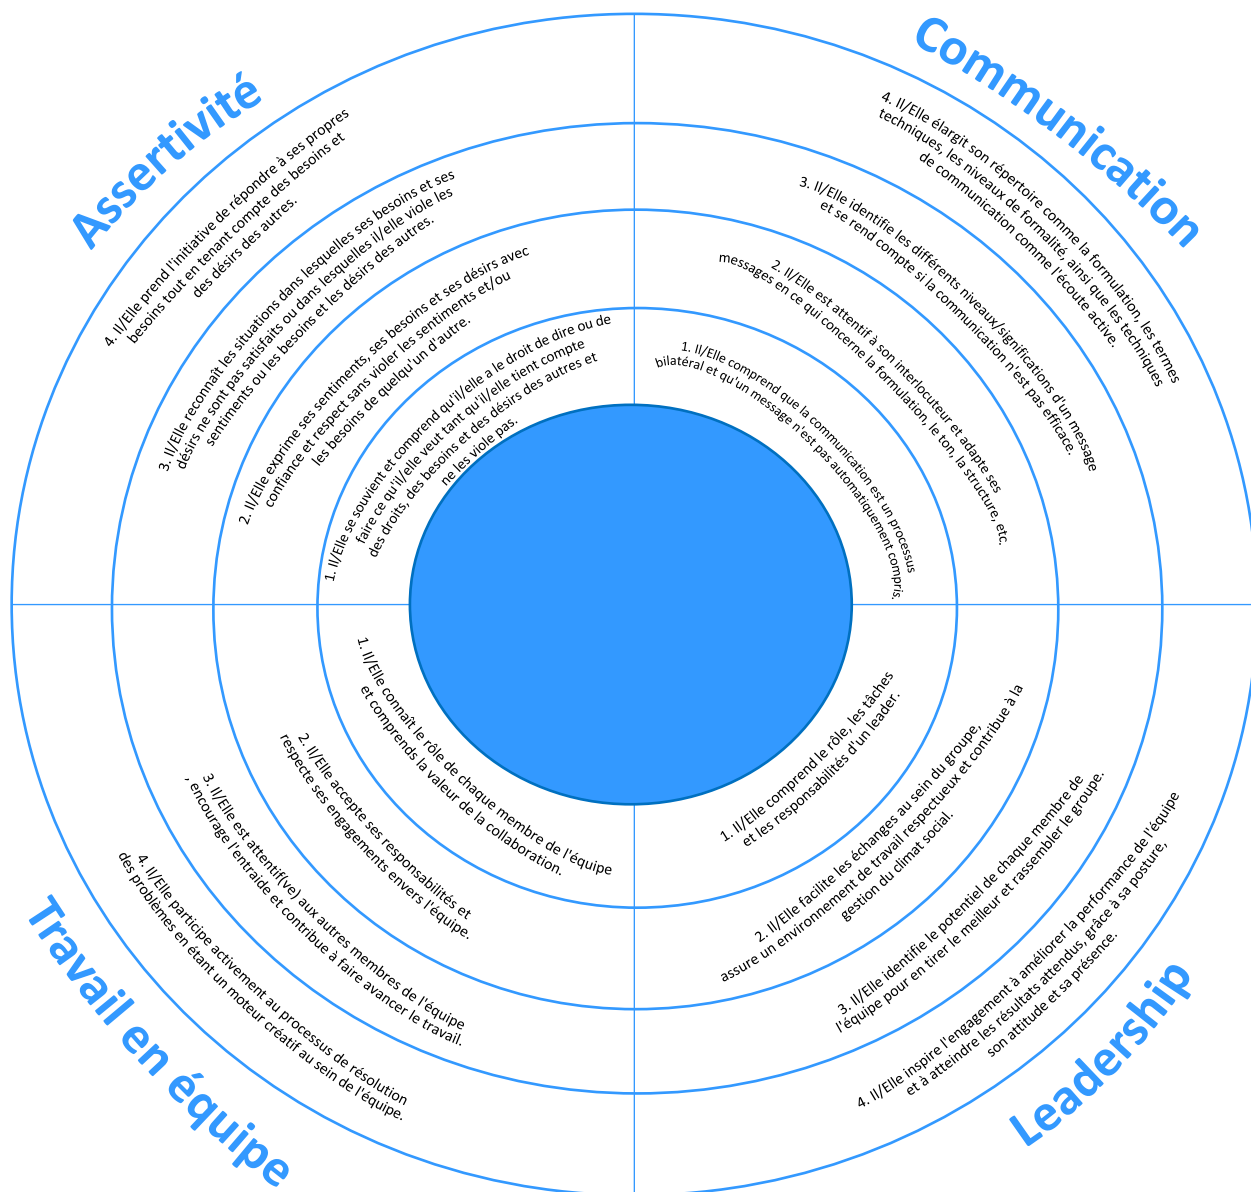 Assertivité
4. Il/Elle prend l'initiative de répondre à ses propres
besoins tout en tenant compte des besoins et
des désirs des autres.
3. Il/Elle reconnaît les situations dans lesquelles ses besoins et ses
désirs ne sont pas satisfaits ou dans lesquelles il/elle viole les
sentiments ou les besoins et les désirs des autres.
2. Il/Elle exprime ses sentiments, ses besoins et ses désirs avec
confiance et respect sans violer les sentiments et/ou
les besoins de quelqu'un d'autre.
1. Il/Elle se souvient et comprend qu'il/elle a le droit de dire ou de
faire ce qu'il/elle veut tant qu'il/elle tient compte
des droits, des besoins et des désirs des autres et
ne les viole pas.
Communication
4. Il/Elle élargit son répertoire comme la formulation, les termes
techniques, les niveaux de formalité, ainsi que les techniques
de communication comme l'écoute active.
3. Il/Elle identifie les différents niveaux/significations d'un message
et se rend compte si la communication n'est pas efficace.
2. Il/Elle est attentif à son interlocuteur et adapte ses
messages en ce qui concerne la formulation, le ton, la structure, etc.
1. Il/Elle comprend que la communication est un processus
bilatéral et qu'un message n'est pas automatiquement compris.
1. Il/Elle connaît le rôle de chaque membre de l'équipe
et comprends la valeur de la collaboration.
2. Il/Elle accepte ses responsabilités et
respecte ses engagements envers l'équipe.
3. Il/Elle est attentif(ve) aux autres membres de l'équipe
, encourage l'entraide et contribue à faire avancer le travail.
4. Il/Elle participe activement au processus de résolution
des problèmes en étant un moteur créatif au sein de l'équipe.
Travail en équipe
1. Il/Elle comprend le rôle, les tâches
et les responsabilités d'un leader.
2. Il/Elle facilite les échanges au sein du groupe,
assure un environnement de travail respectueux et contribue à la
gestion du climat social.
3. Il/Elle identifie le potentiel de chaque membre de
l'équipe pour en tirer le meilleur et rassembler le groupe.
4. Il/Elle inspire l'engagement à améliorer la performance de l'équipe
et à atteindre les résultats attendus, grâce à sa posture,
son attitude et sa présence.
Leadership